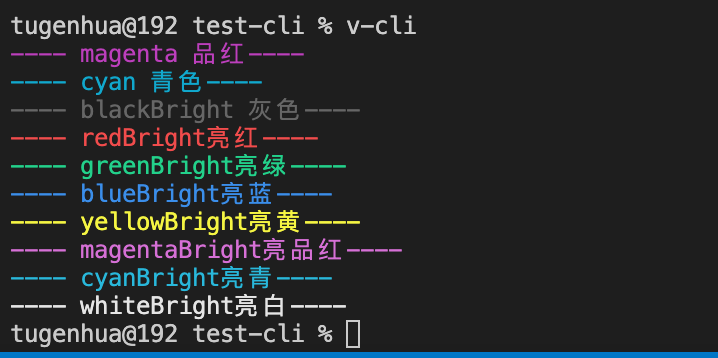 tugenhua@192 test-cli % v-cli
---- magenta 品红----
---- cyan 青色----
---- blackBright 灰色----
---- redBright亮红----
---- greenBright亮绿----
---- blueBright亮蓝----
---- yellowBright亮黄----
---- magentaBright亮品红----
---- cyanBright亮青----
---- whiteBright亮白----
tugenhua@192 test-cli %